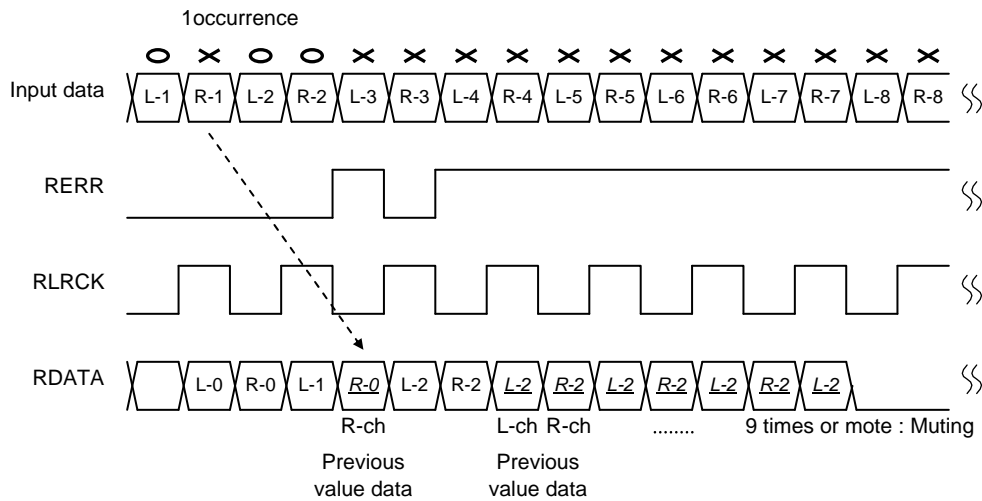 1occurrence
O X O O X X X X X X X X X X X X
Input data L-1 R-1 L-2 R-2 L-3 R-3 L-4 R-4 L-5 R-5 L-6 R-6 L-7 R-7 L-8 R-8
RERR
RLRCK
RDATA L-0 R-0 L-1 R-0 L-2 R-2 L-2 R-2 L-2 R-2 L-2 R-2 L-2
R-ch L-ch R-ch ........ 9 times or mote : Muting
Previous Previous
value data value data